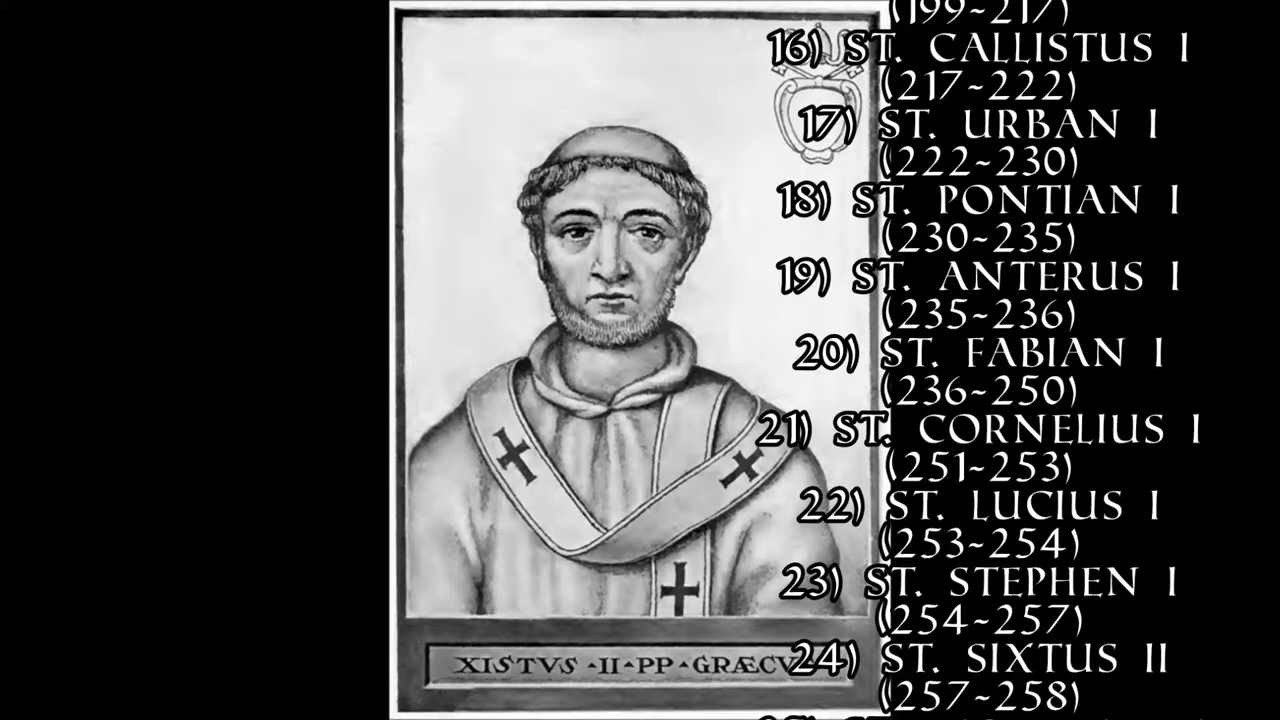 (199~217)
16) ST. CALLISTUS I
(217~222)
17) ST. URBAN I
(222~230)
18) ST. PONTIAN I
(230~235)
19) ST. ANTERUS I
(235~236)
20) ST. FABIAN I
(236~250)
21) ST. CORNELIUS I
(251~253)
22) ST. LUCIUS I
(253~254)
23) ST. STEPHEN I
(254~257)
24) ST. SIXTUS II
(257~258)
XISTVS·II·PP·GRÆCV